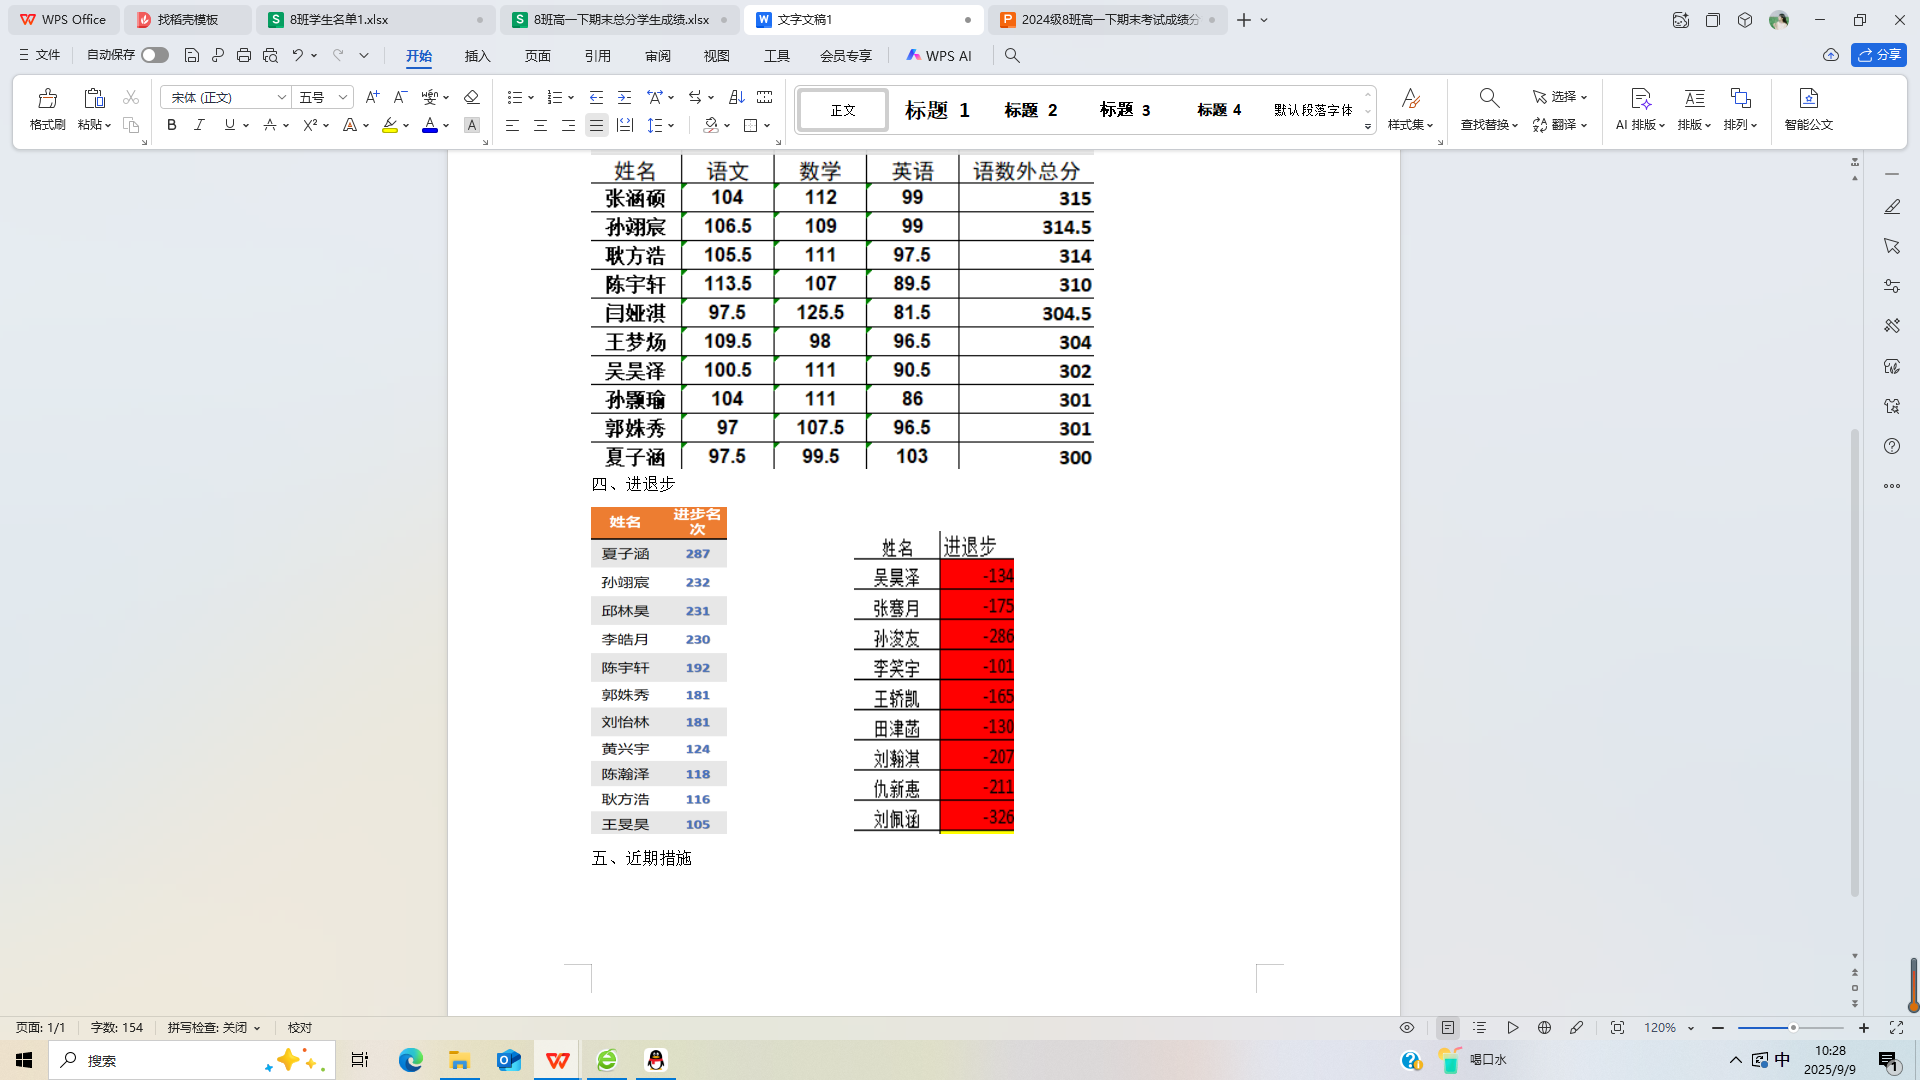 WPS Office 找稻壳模板 8班学生名单1.xlsx 8班高一下期末总分学生成绩.xlsx 文字文稿1 2024级8班高一下期末考试成绩分
文件 自动保存 开始 插入 页面 引用 审阅 视图 工具 会员专享 WPS AI 分享
格式刷 粘贴 宋体 (正文) 五号 正文 标题 1 标题 2 标题 3 标题 4 默认段落字体 样式集 查找替换 选择 翻译 AI 排版 排版 排列 智能公文
姓名 语文 数学 英语 语数外总分
张涵硕 104 112 99 315
孙翊宸 106.5 109 99 314.5
耿方浩 105.5 111 97.5 314
陈宇轩 113.5 107 89.5 310
闫娅淇 97.5 125.5 81.5 304.5
王梦炀 109.5 98 96.5 304
吴昊泽 100.5 111 90.5 302
孙颢瑜 104 111 86 301
郭姝秀 97 107.5 96.5 301
夏子涵 97.5 99.5 103 300
四、进退步
姓名 进步名次
夏子涵 287
孙翊宸 232
邱林昊 231
李皓月 230
陈宇轩 192
郭姝秀 181
刘怡林 181
黄兴宇 124
陈瀚泽 118
耿方浩 116
王旻昊 105
姓名 进退步
吴昊泽 -134
张骞月 -175
孙浚友 -286
李笑宇 -101
王轿凯 -165
田津菡 -130
刘瀚淇 -207
仇新惠 -211
刘佩涵 -326
五、近期措施
页面: 1/1 字数: 154 拼写检查: 关闭 校对 120%
搜索 喝口水 中 10:28
2025/9/9 1